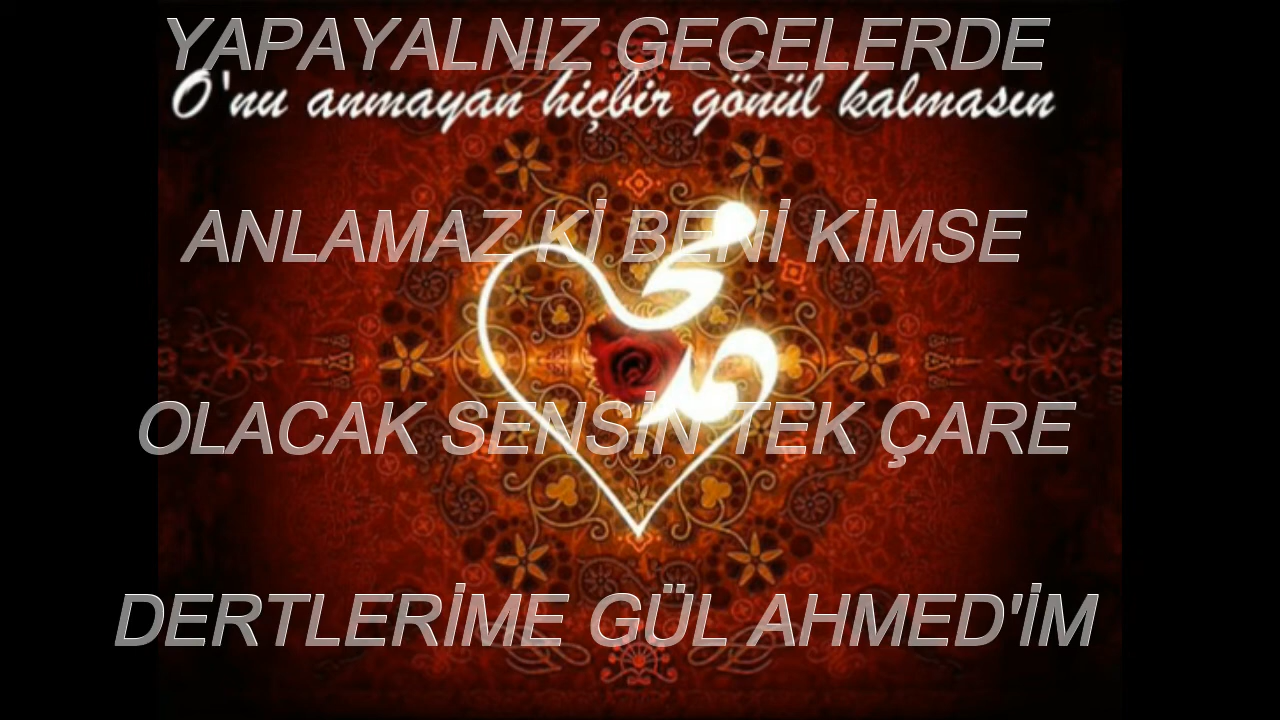 YAPAYALNIZ GECELERDE
O'nu anmayan hiçbir gönül kalmasın
ANLAMAZ Kİ BENİ KİMSE
محمد
OLACAK SENSİN TEK ÇARE
DERTLERİME GÜL AHMED'İM